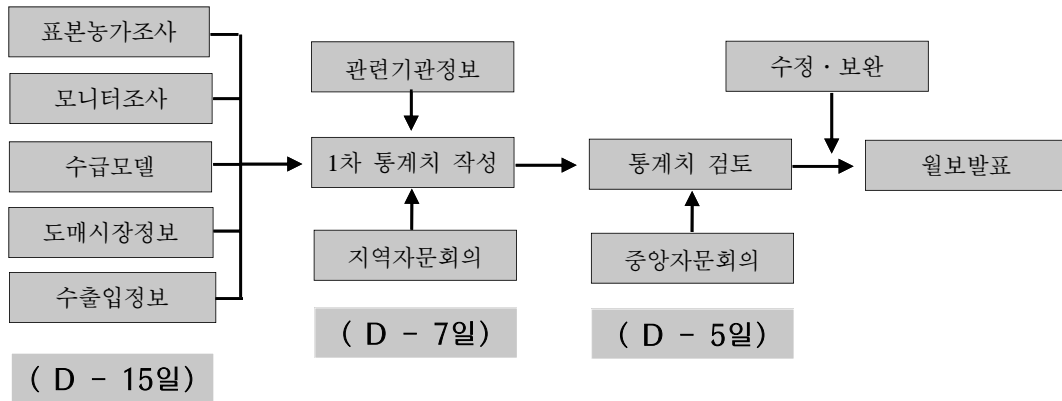 표본농가조사
모니터조사
수급모델
도매시장정보
수출입정보
( D - 15일)
관련기관정보
1차 통계치 작성
지역자문회의
( D - 7일)
통계치 검토
중앙자문회의
( D - 5일)
수정 · 보완
월보발표